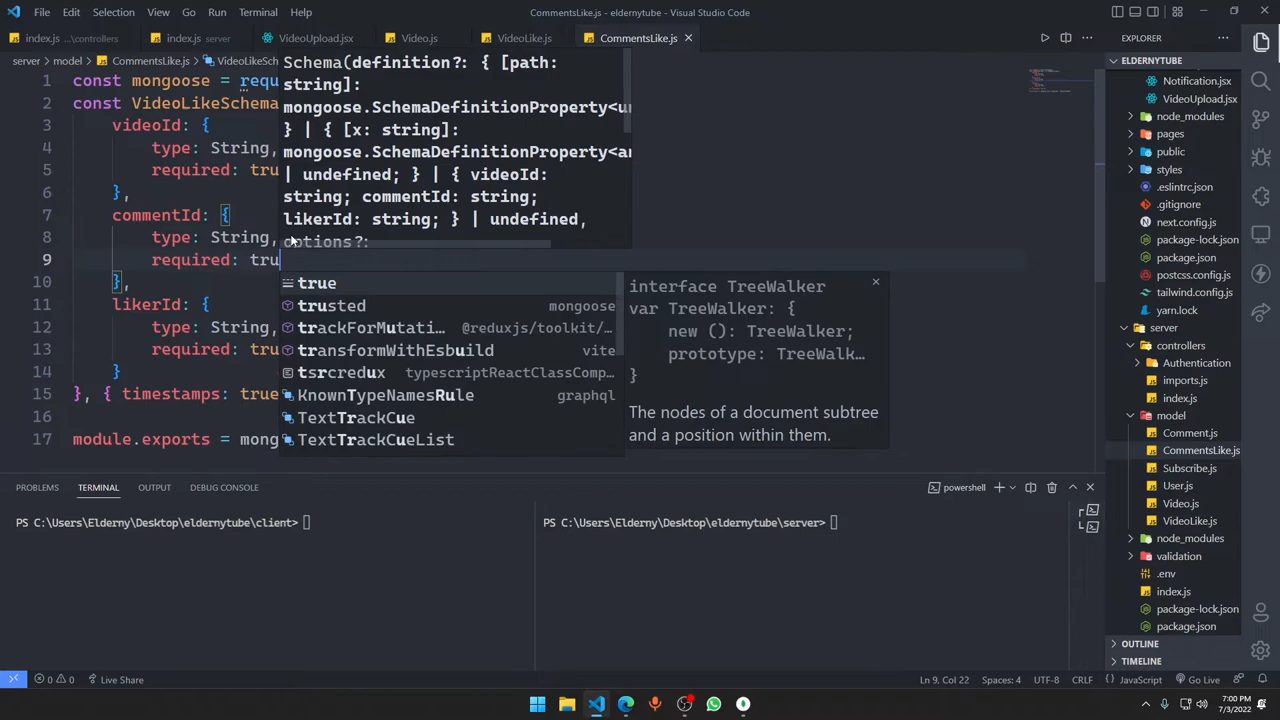 File Edit Selection View Go Run Terminal Help
CommentsLike.js - eldernytube - Visual Studio Code
index.js ...\controllers
index.js server
VideoUpload.jsx
Video.js
VideoLike.js
CommentsLike.js
server > model > CommentsLike.js > VideoLikeSch
1 const mongoose = requ
2 const VideoLikeSchema
3 videoId: {
4 type: String,
5 required: tru
6 },
7 commentId: {
8 type: String,
9 required: tru
10 },
11 likerId: {
12 type: String,
13 required: tru
14 }
15 }, { timestamps: true
16
17 module.exports = mong
Schema(definition?: { [path:
string]:
mongoose.SchemaDefinitionProperty<u
} | { [x: string]:
mongoose.SchemaDefinitionProperty<a
| undefined; } | { videoId:
string; commentId: string;
likerId: string; } | undefined,
options?:
true
trusted mongoose
trackForMutati… @reduxjs/toolkit/…
transformWithEsbuild vite
tsrcredux typescriptReactClassComp…
KnownTypeNamesRule graphql
TextTrackCue
TextTrackCueList
interface TreeWalker
var TreeWalker: {
new (): TreeWalker;
prototype: TreeWalk…
}
The nodes of a document subtree
and a position within them.
EXPLORER
ELDERNYTUBE
Notification.jsx
VideoUpload.jsx
node_modules
pages
public
styles
.eslintrc.json
.gitignore
next.config.js
package-lock.json
package.json
postcss.config.js
tailwind.config.js
yarn.lock
server
controllers
Authentication
imports.js
index.js
model
Comment.js
CommentsLike.js
Subscribe.js
User.js
Video.js
VideoLike.js
node_modules
validation
.env
index.js
package-lock.json
package.json
OUTLINE
TIMELINE
PROBLEMS TERMINAL OUTPUT DEBUG CONSOLE
powershell
PS C:\Users\Elderny\Desktop\eldernytube\client>
PS C:\Users\Elderny\Desktop\eldernytube\server>
0 0 Live Share
Ln 9, Col 22 Spaces: 4 UTF-8 CRLF JavaScript Go Live
7:00 PM
7/3/2022